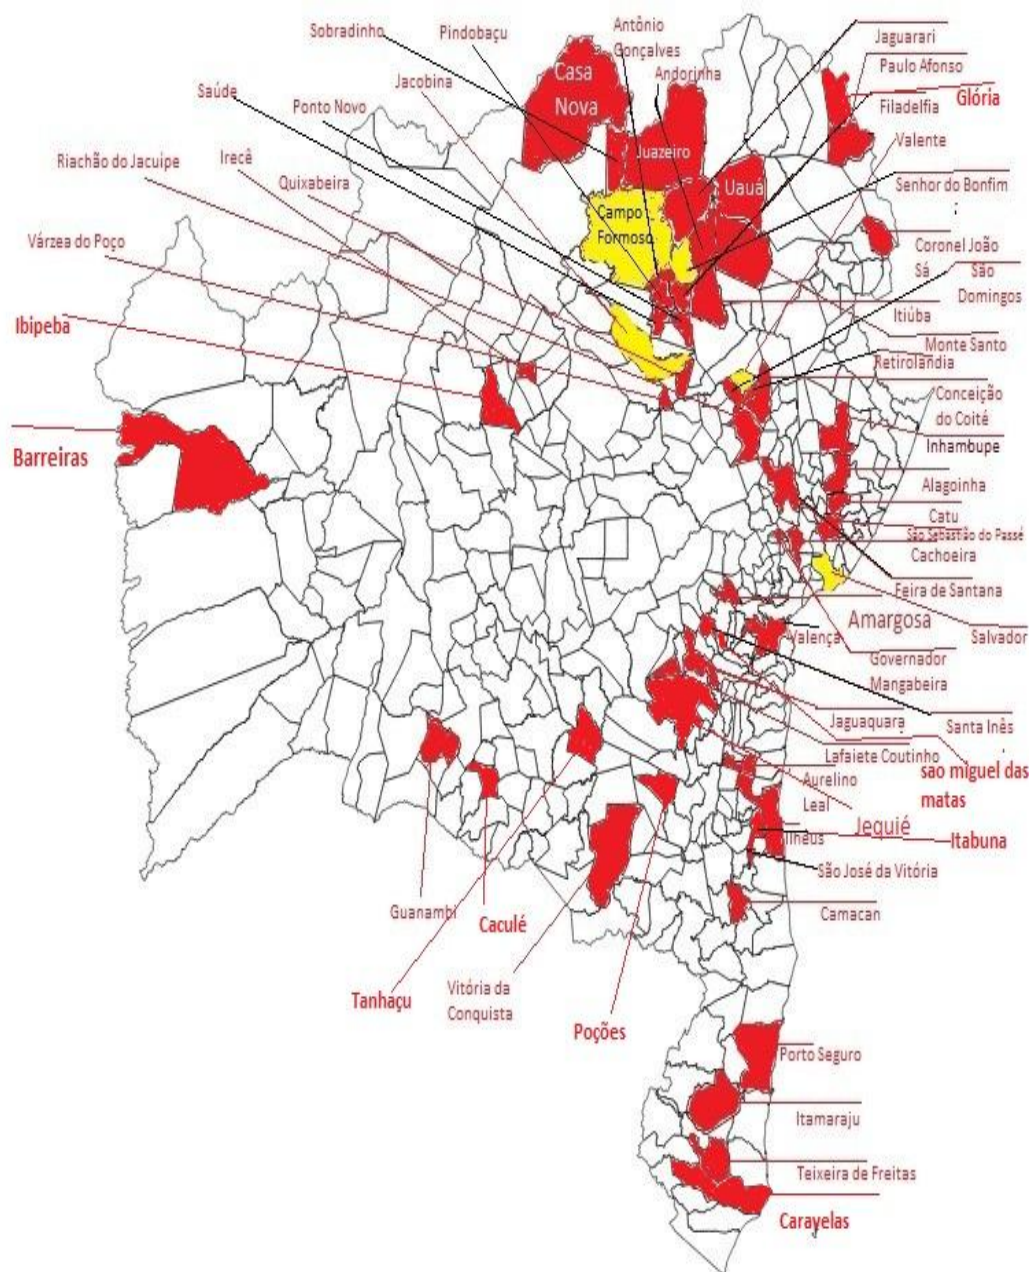 Sobradinho
Pindobaçu
Antônio
Gonçalves
Jaguarari
Jacobina
Casa
Nova
Andorinha
Paulo Afonso
Saúde
Ponto Novo
Filadelfia
Glória
Riachão do Jacuipe
Irecê
Juazeiro
Valente
Quixabeira
Uauá
Senhor do Bonfim
Campo
Formoso
:
Várzea do Poço
Coronel João
Sá
São
Domingos
Ibipeba
Itiúba
Monte Santo
Retirolândia
Conceição
do Coité
Inhambupe
Barreiras
Alagoinha
Catu
São Sebastião do Passé
Cachoeira
Feira de Santana
Amargosa
Valença
Salvador
Governador
Mangabeira
Jaguaquara
Santa Inês
Lafaiete Coutinho
sao miguel das
matas
Aurelino
Leal
Jequié
Ilheus
Itabuna
São José da Vitória
Guanambi
Camacan
Caculé
Vitória da
Conquista
Tanhaçu
Poções
Porto Seguro
Itamaraju
Teixeira de Freitas
Caravelas